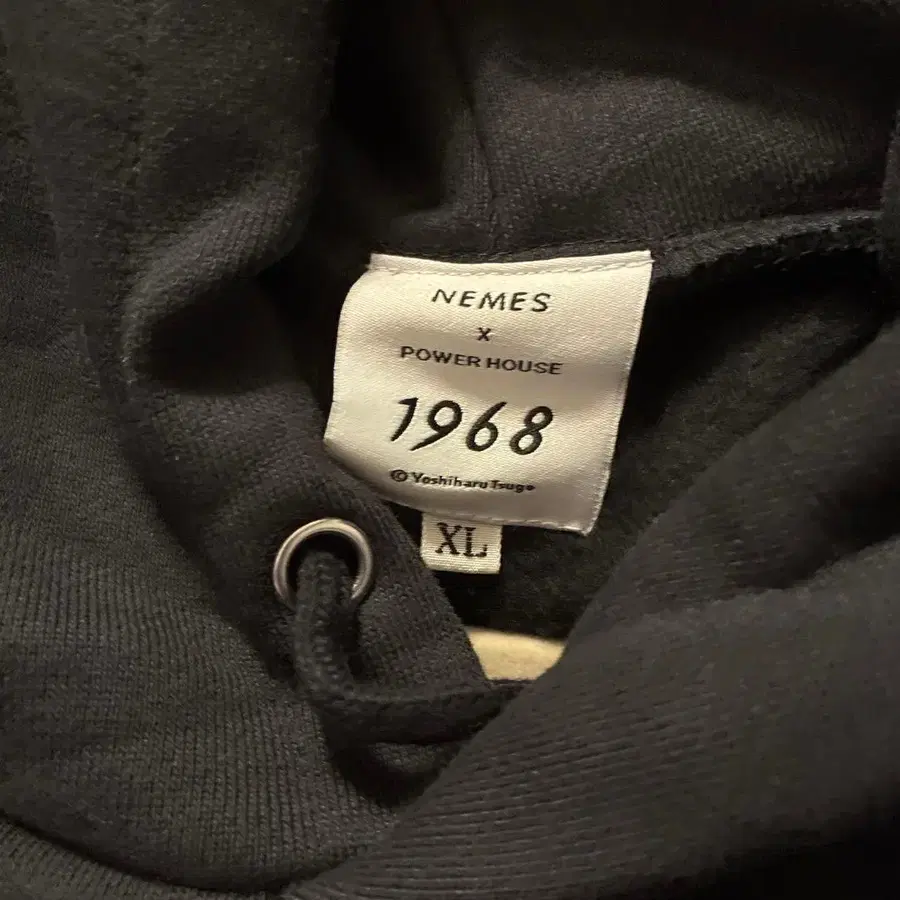 NEMES
X
POWER HOUSE
1968
© Yoshiharu Tsuge
XL